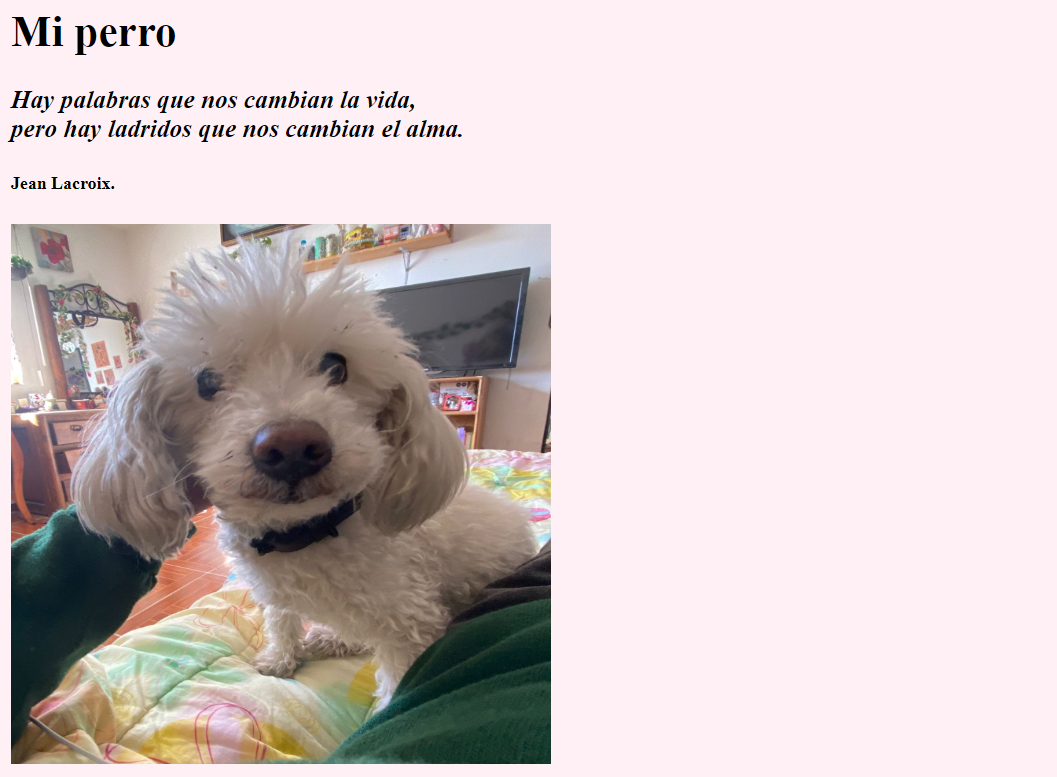 Mi perro
Hay palabras que nos cambian la vida,
pero hay ladridos que nos cambian el alma.
Jean Lacroix.